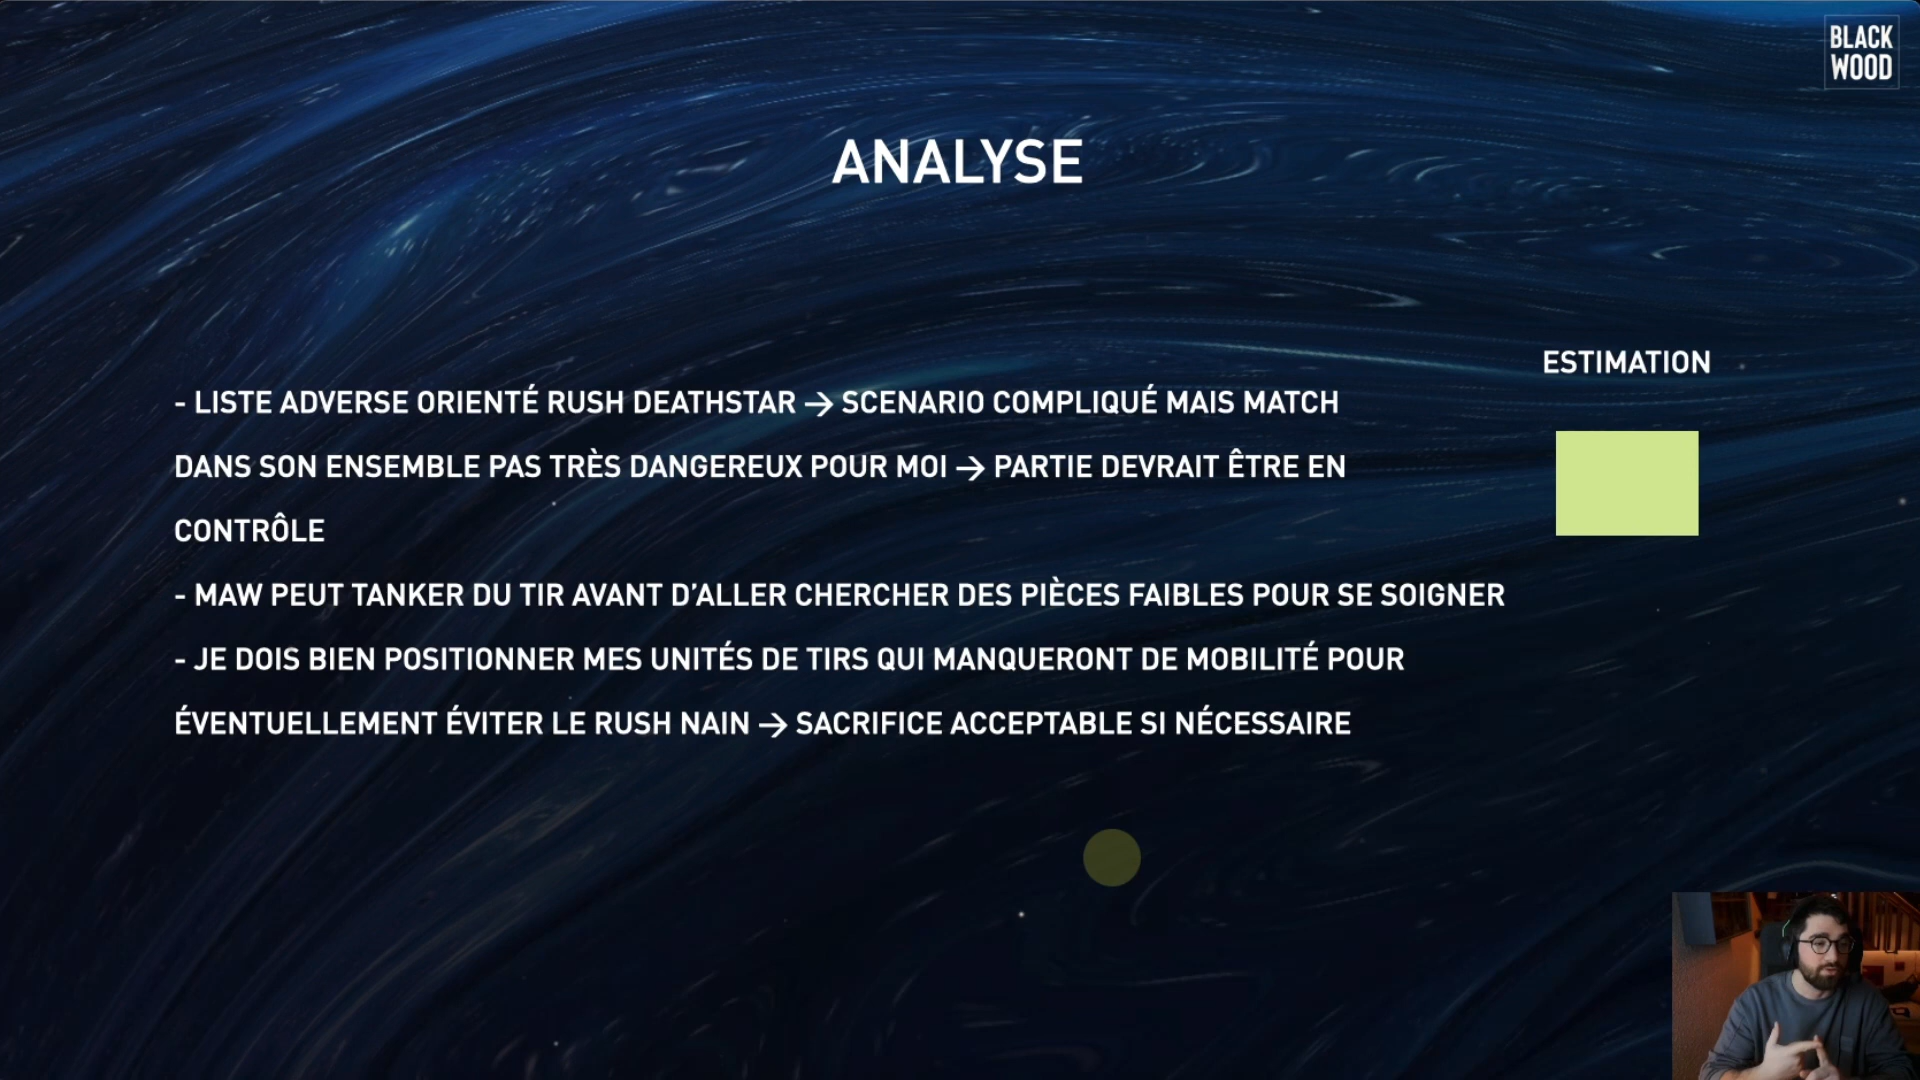 BLACK
WOOD
ANALYSE
ESTIMATION
- LISTE ADVERSE ORIENTÉ RUSH DEATHSTAR → SCENARIO COMPLIQUÉ MAIS MATCH
DANS SON ENSEMBLE PAS TRÈS DANGEREUX POUR MOI → PARTIE DEVRAIT ÊTRE EN
CONTRÔLE
- MAW PEUT TANKER DU TIR AVANT D’ALLER CHERCHER DES PIÈCES FAIBLES POUR SE SOIGNER
- JE DOIS BIEN POSITIONNER MES UNITÉS DE TIRS QUI MANQUERONT DE MOBILITÉ POUR
ÉVENTUELLEMENT ÉVITER LE RUSH NAIN → SACRIFICE ACCEPTABLE SI NÉCESSAIRE